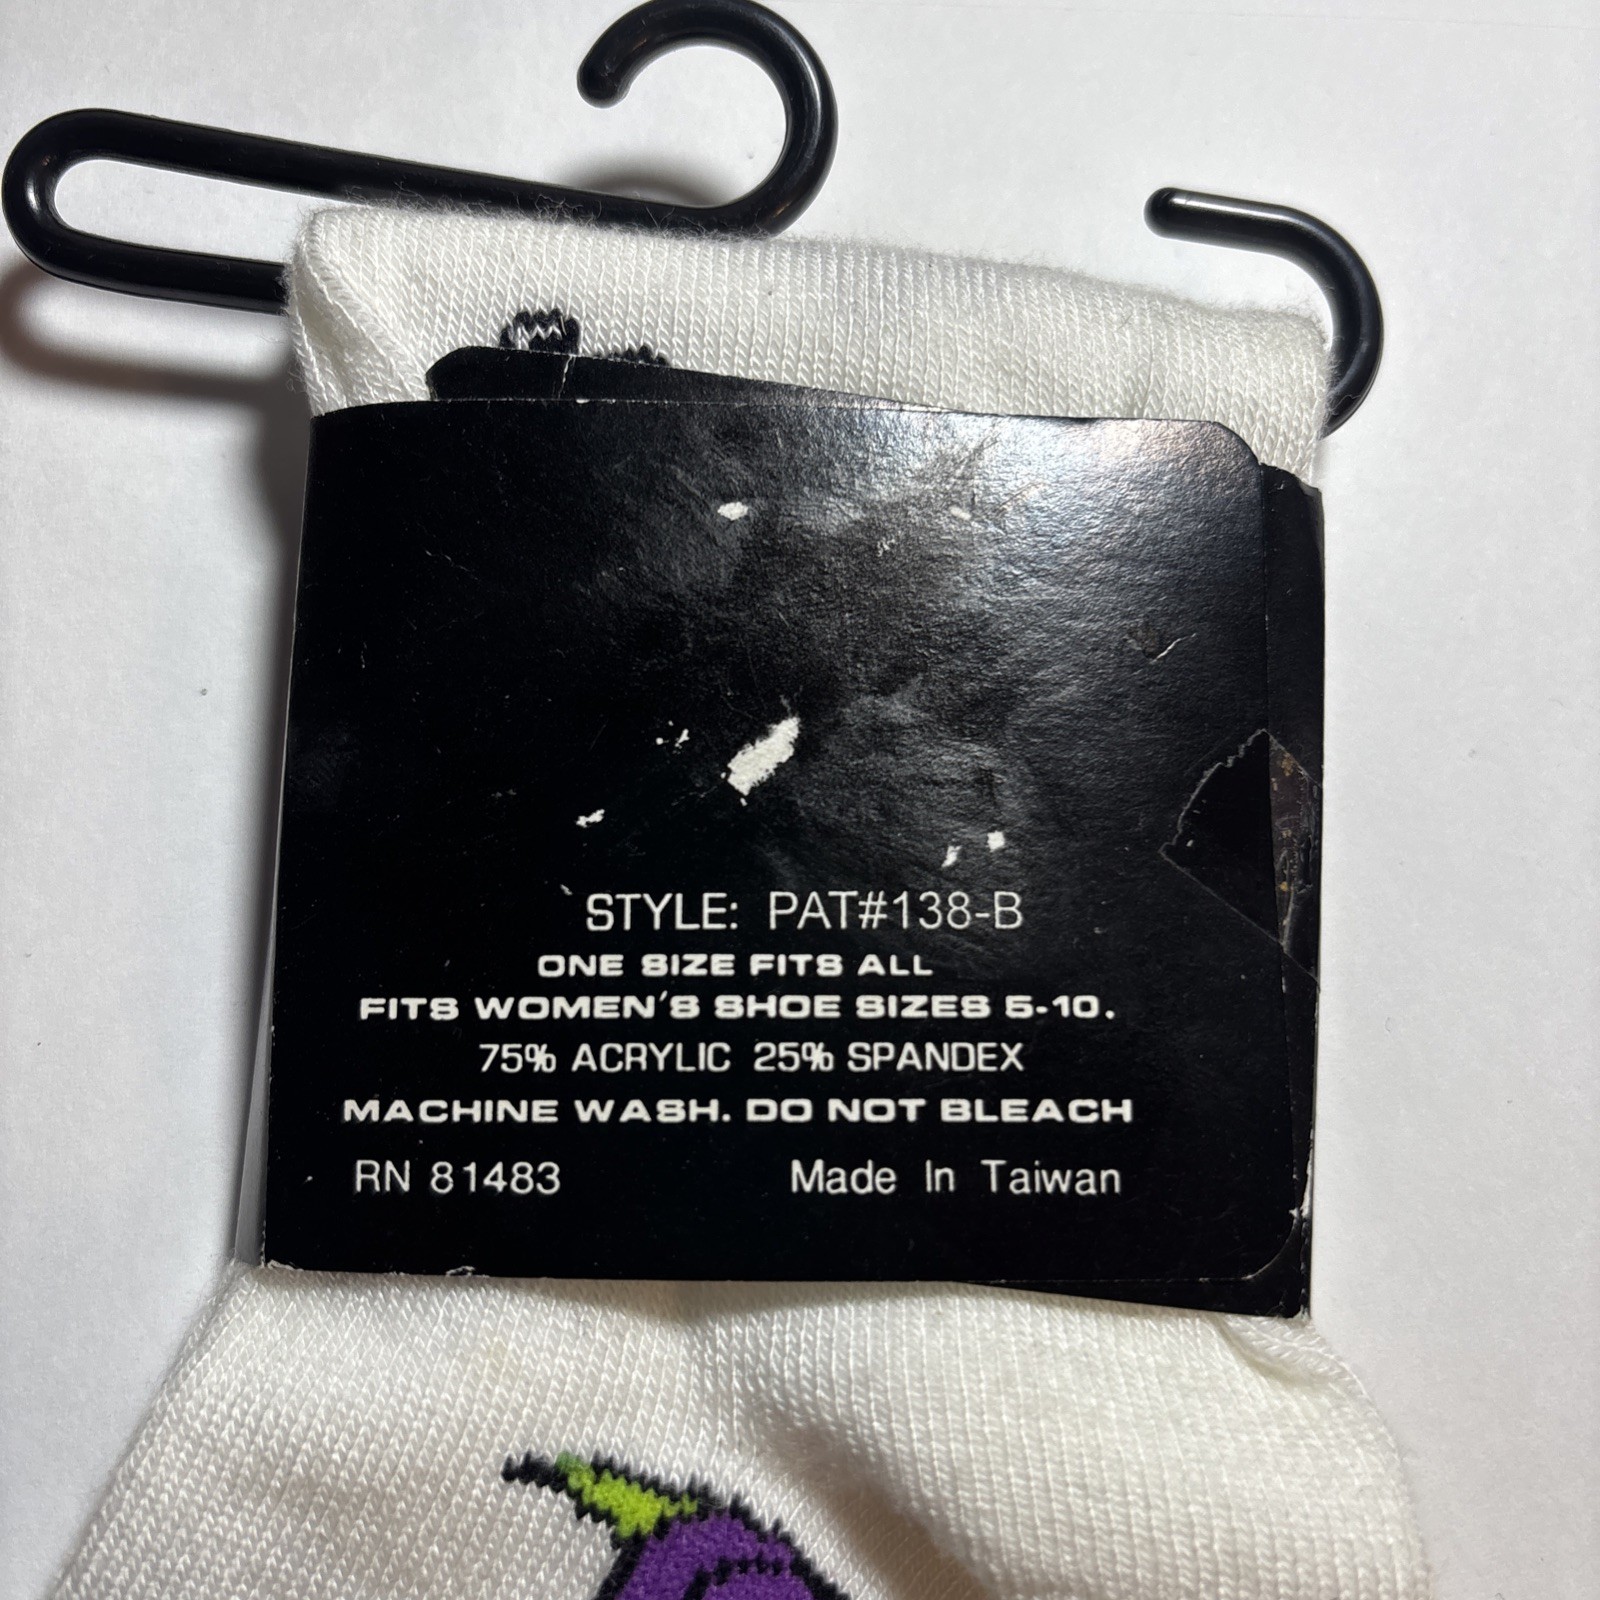 STYLE: PAT#138-B
ONE SIZE FITS ALL
FITS WOMEN'S SHOE SIZES 5-10.
75% ACRYLIC 25% SPANDEX
MACHINE WASH. DO NOT BLEACH
RN 81483 Made In Taiwan